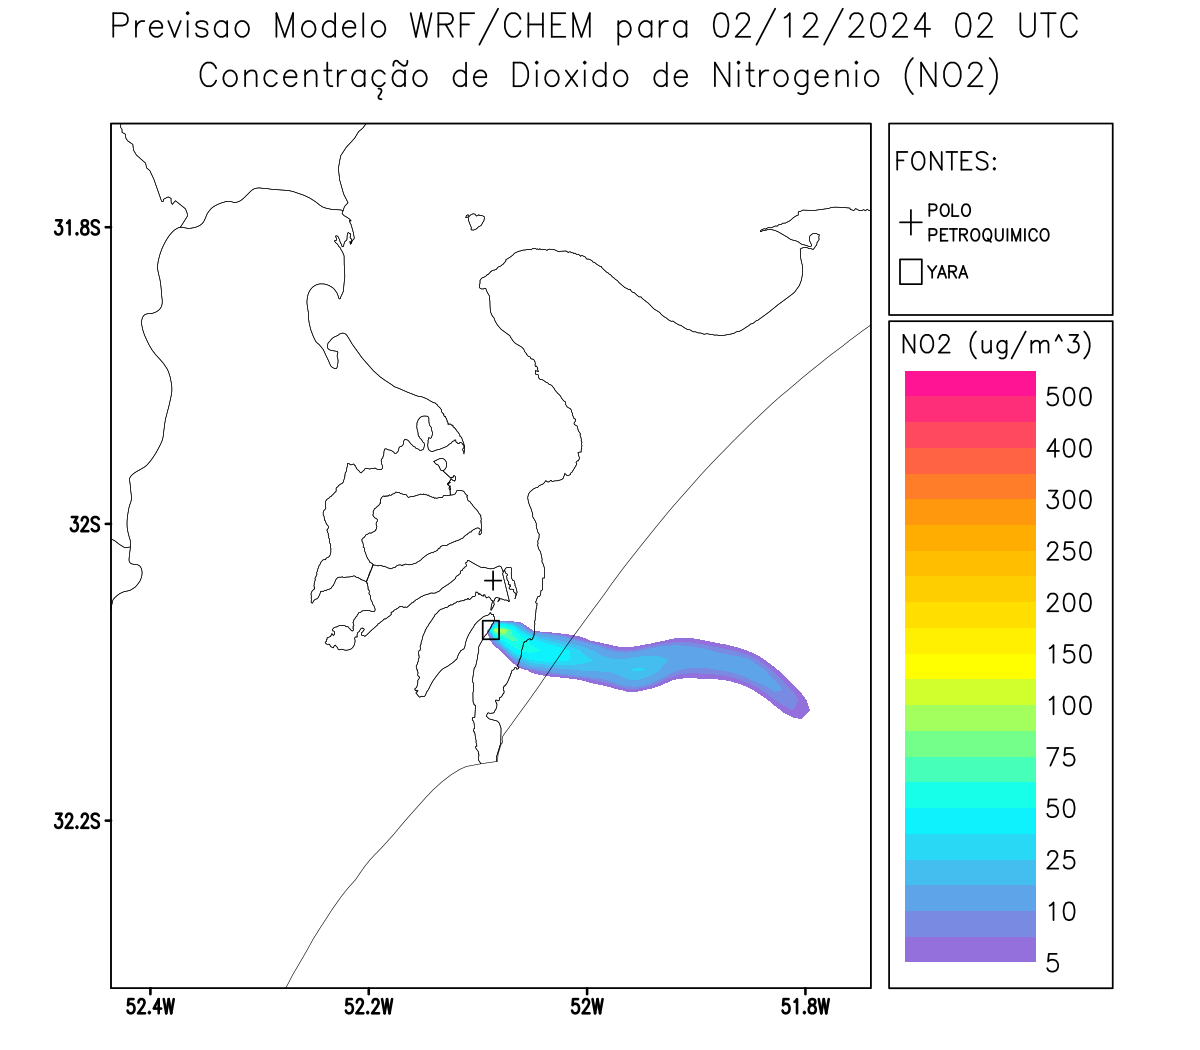 Previsao Modelo WRF/CHEM para 02/12/2024 02 UTC
Concentração de Dioxido de Nitrogenio (NO2)
FONTES:
POLO
PETROQUIMICO
YARA
NO2 (ug/m^3)
500
400
300
250
200
150
100
75
50
25
10
5
31.8S
32S
32.2S
52.4W
52.2W
52W
51.8W